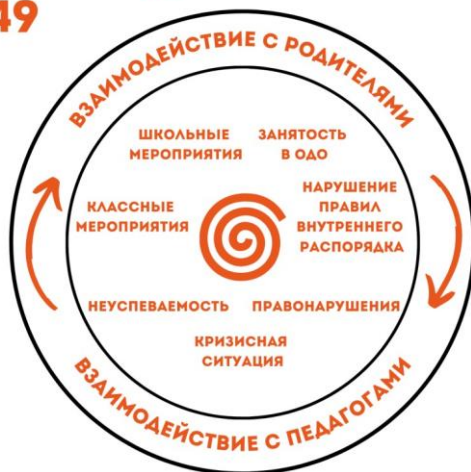 49
ВЗАИМОДЕЙСТВИЕ С РОДИТЕЛЯМИ
ШКОЛЬНЫЕ
МЕРОПРИЯТИЯ
ЗАНЯТОСТЬ
В ОДО
КЛАССНЫЕ
МЕРОПРИЯТИЯ
НАРУШЕНИЕ
ПРАВИЛ
ВНУТРЕННЕГО
РАСПОРЯДКА
НЕУСПЕВАЕМОСТЬ
ПРАВОНАРУШЕНИЯ
КРИЗИСНАЯ
СИТУАЦИЯ
ВЗАИМОДЕЙСТВИЕ С ПЕДАГОГАМИ